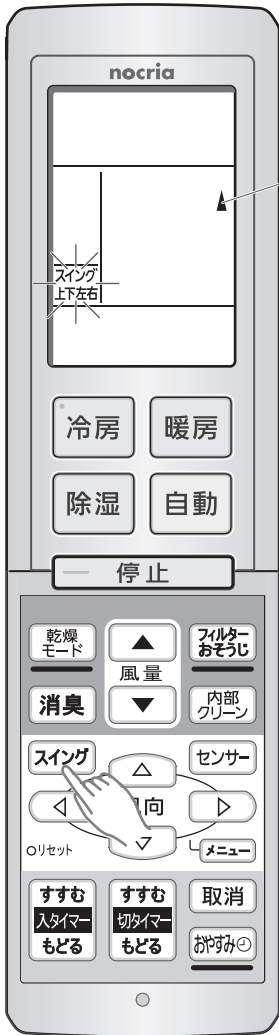 nocria
スイング
上下左右
冷房
暖房
除湿
自動
停止
乾燥
モード
風量
フィルター
おそうじ
消臭
内部
クリーン
スイング
センサー
向
リセット
メニュー
すすむ
入タイマー
もどる
すすむ
切タイマー
もどる
取消
おやすみ